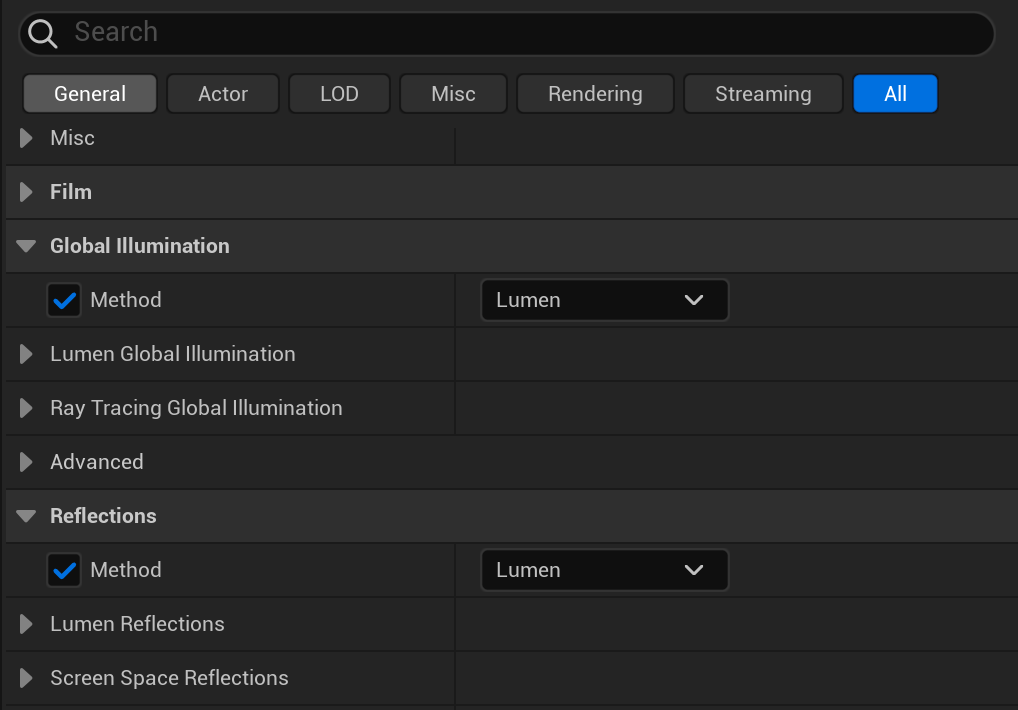 Search
General Actor LOD Misc Rendering Streaming All
Misc
Film
Global Illumination
Method Lumen
Lumen Global Illumination
Ray Tracing Global Illumination
Advanced
Reflections
Method Lumen
Lumen Reflections
Screen Space Reflections